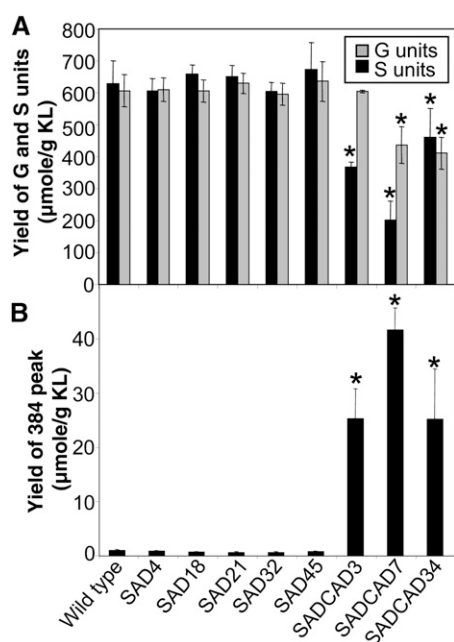 A
Yield of G and S units
(µmole/g KL)
800
700
600
500
400
300
200
100
0
G units
S units
*
*
*
*
*
B
Yield of 384 peak
(µmole/g KL)
40
30
20
10
0
*
*
*
Wild type
SAD4
SAD18
SAD21
SAD32
SAD45
SADCAD3
SADCAD7
SADCAD34